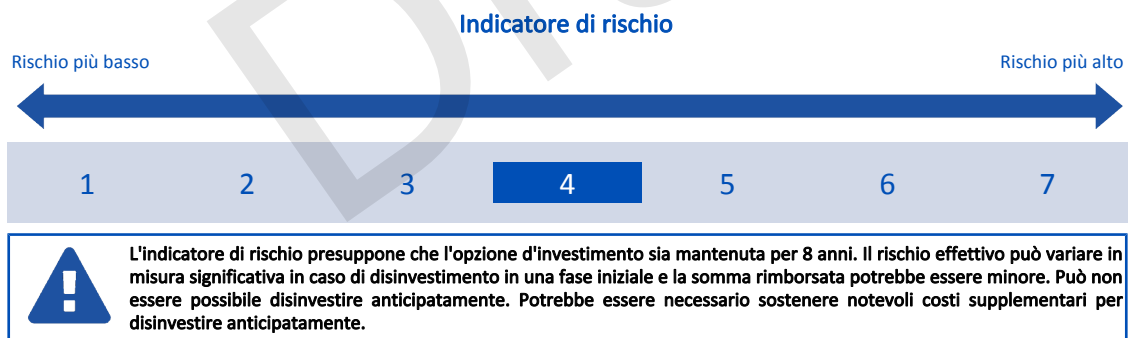 Indicatore di rischio
Rischio più basso
Rischio più alto
1 2 3 4 5 6 7
L'indicatore di rischio presuppone che l'opzione d'investimento sia mantenuta per 8 anni. Il rischio effettivo può variare in
misura significativa in caso di disinvestimento in una fase iniziale e la somma rimborsata potrebbe essere minore. Può non
essere possibile disinvestire anticipatamente. Potrebbe essere necessario sostenere notevoli costi supplementari per
disinvestire anticipatamente.